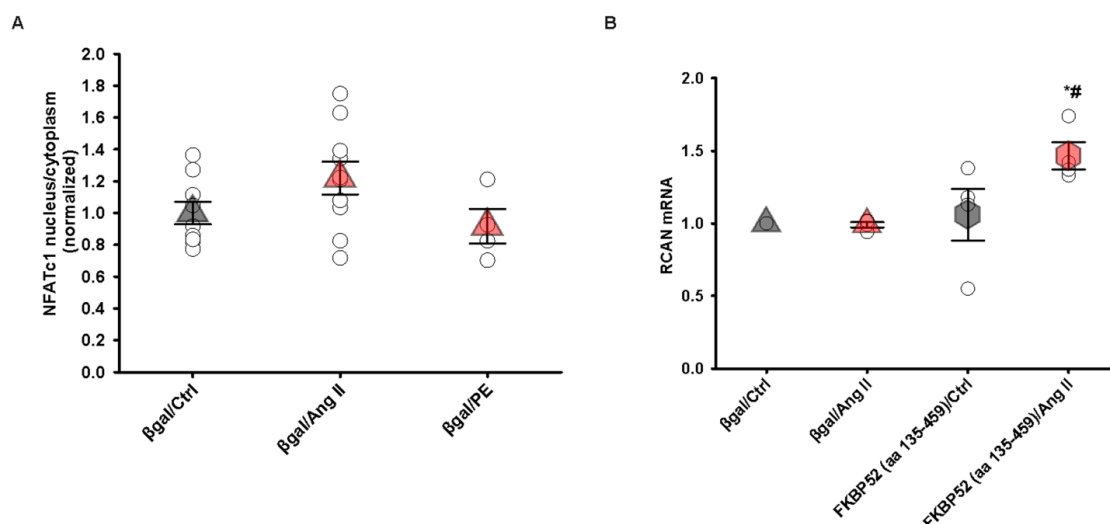 A
NFATc1 nucleus/cytoplasm
(normalized)
2.0
1.8
1.6
1.4
1.2
1.0
0.8
0.6
0.4
0.2
0.0
βgal/Ctrl
βgal/Ang II
βgal/PE
B
RCAN mRNA
2.0
1.5
1.0
0.5
0.0
*#
βgal/Ctrl
βgal/Ang II
FKBP52 (aa 135-459)/Ctrl
FKBP52 (aa 135-459)/Ang II